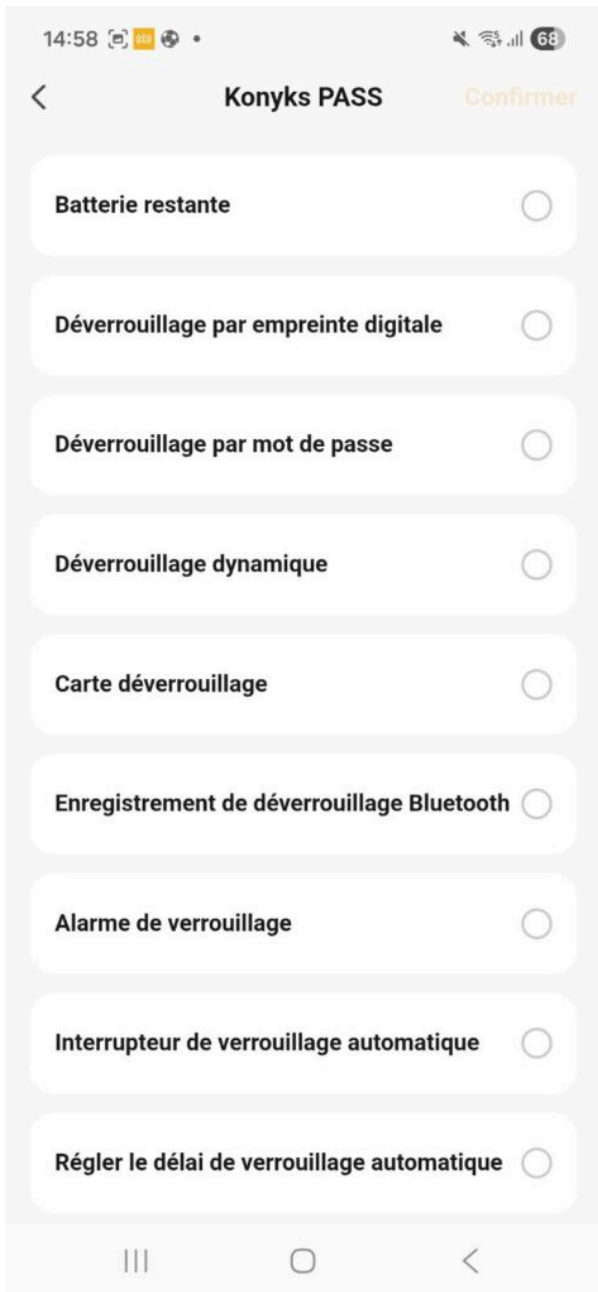 14:58
68
Konyks PASS
Confirmer
Batterie restante
Déverrouillage par empreinte digitale
Déverrouillage par mot de passe
Déverrouillage dynamique
Carte déverrouillage
Enregistrement de déverrouillage Bluetooth
Alarme de verrouillage
Interrupteur de verrouillage automatique
Régler le délai de verrouillage automatique